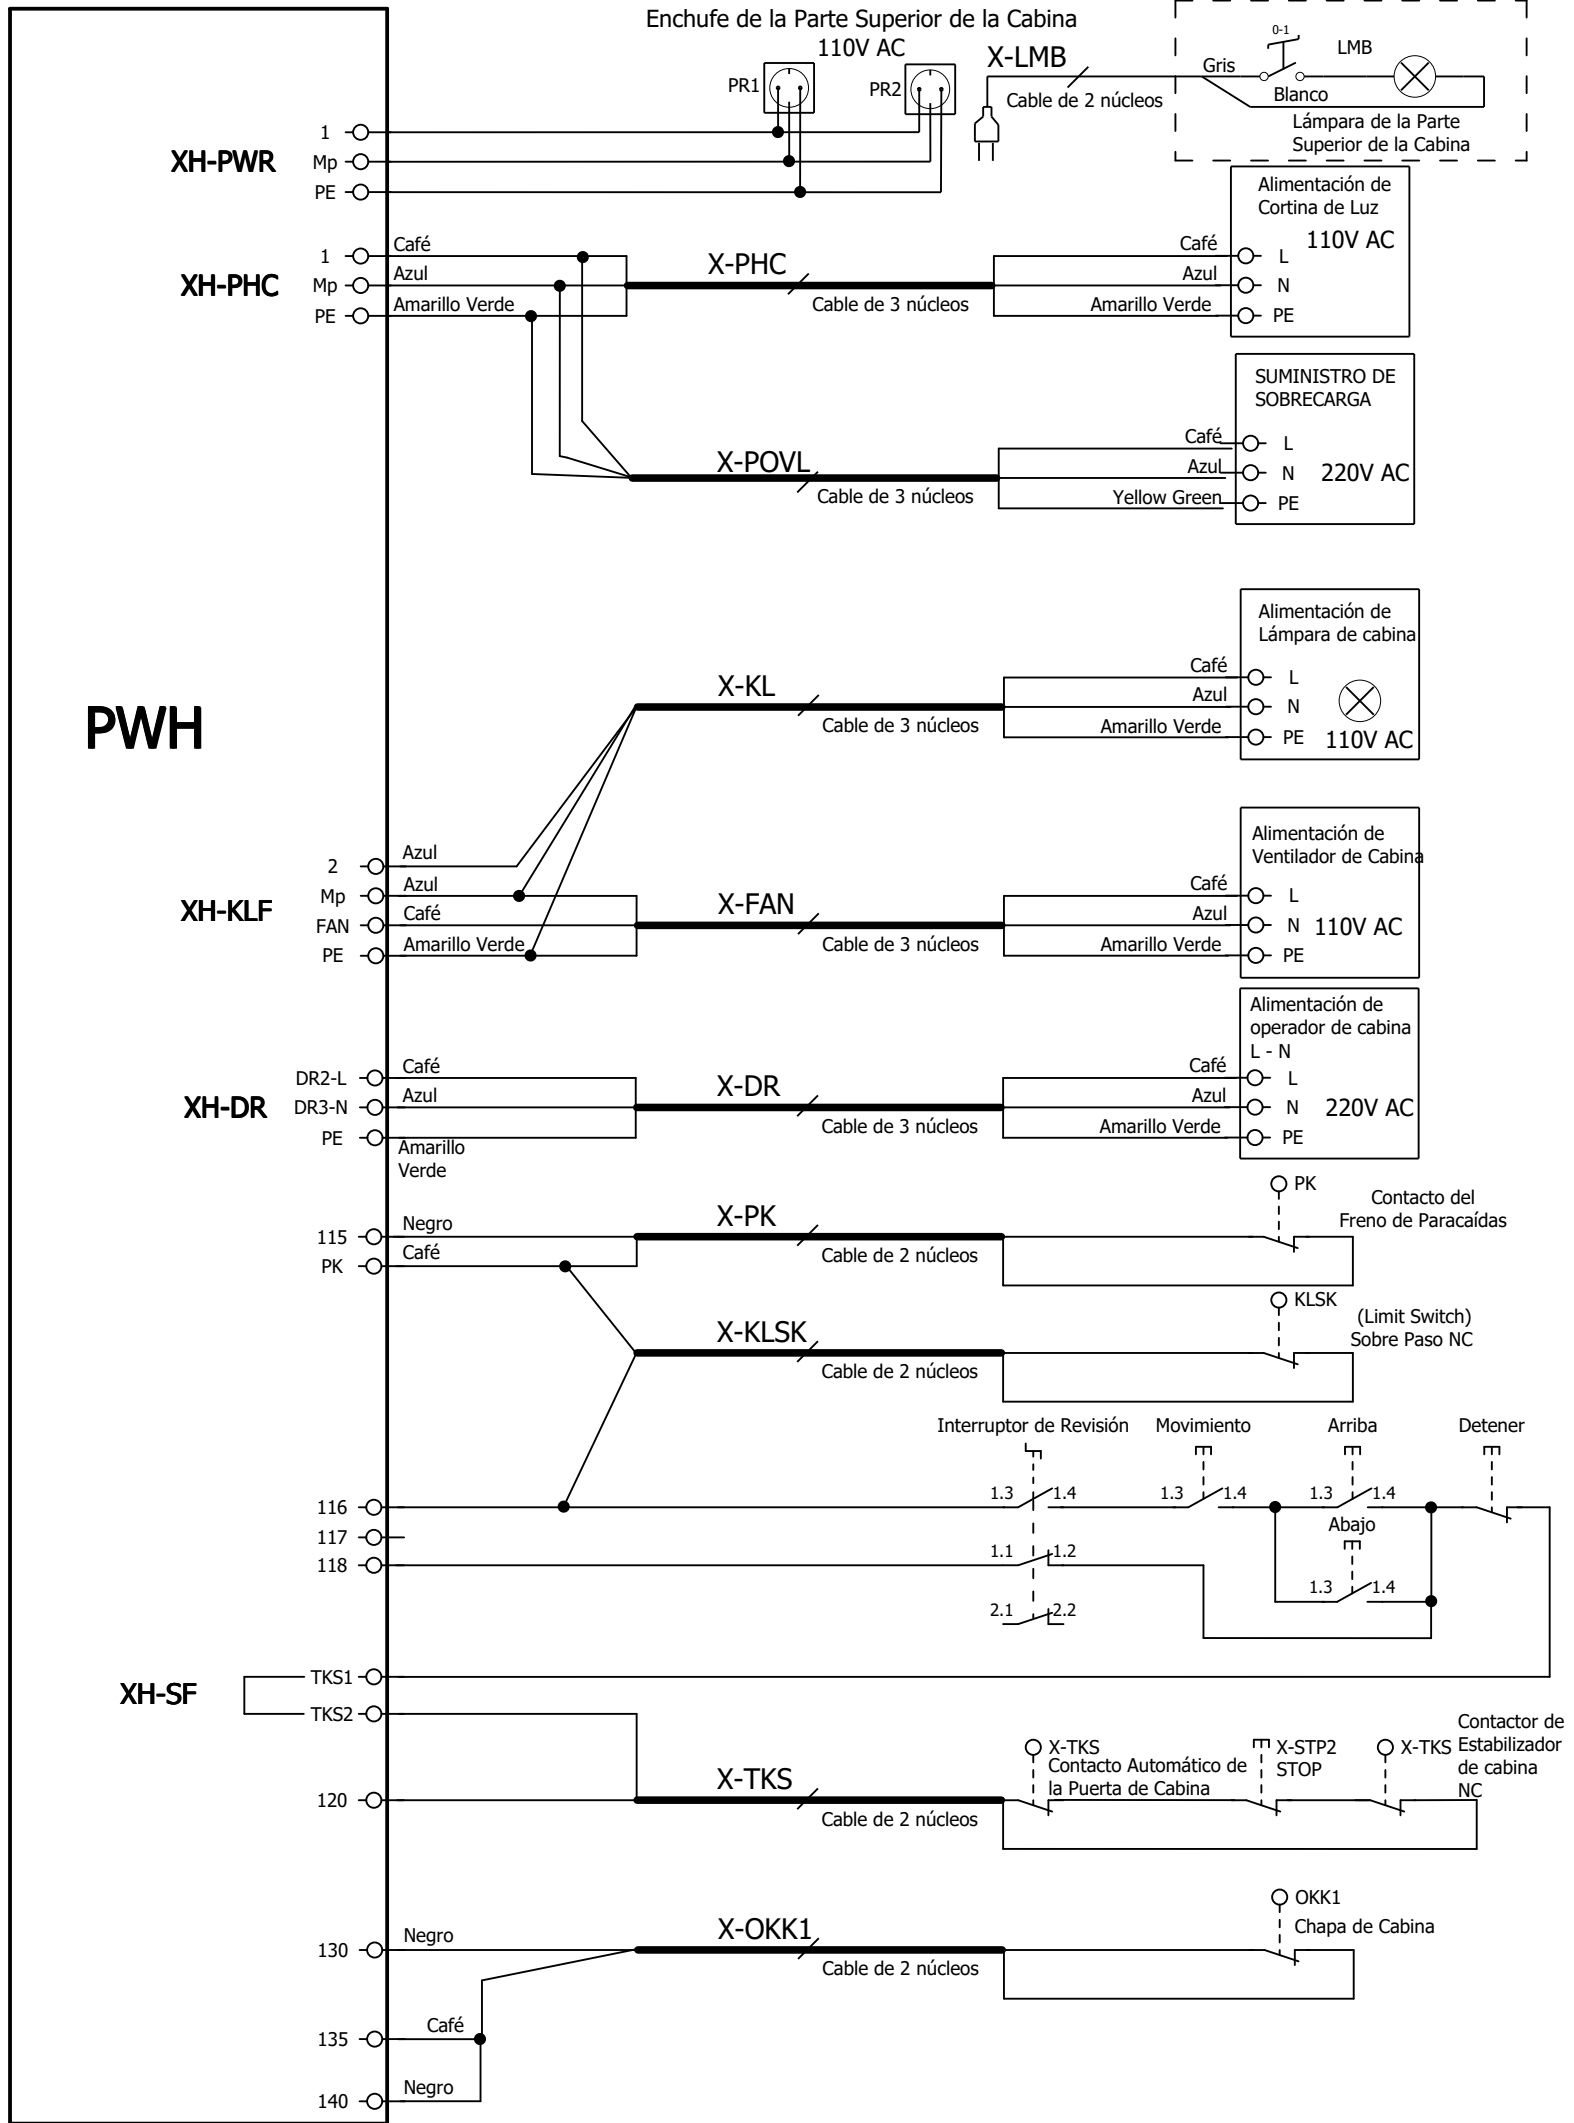 Enchufe de la Parte Superior de la Cabina
110V AC
PR1
PR2
X-LMB
Cable de 2 núcleos
0-1
LMB
Gris
Blanco
Lámpara de la Parte
Superior de la Cabina
XH-PWR
1
Mp
PE
XH-PHC
1
Mp
PE
Café
Azul
Amarillo Verde
X-PHC
Cable de 3 núcleos
Café
Azul
Amarillo Verde
Alimentación de
Cortina de Luz
110V AC
L
N
PE
X-POVL
Cable de 3 núcleos
Café
Azul
Yellow Green
SUMINISTRO DE
SOBRECARGA
L
N
220V AC
PE
PWH
X-KL
Cable de 3 núcleos
Café
Azul
Amarillo Verde
Alimentación de
Lámpara de cabina
L
N
PE
110V AC
XH-KLF
2
Mp
FAN
PE
Azul
Azul
Café
Amarillo Verde
X-FAN
Cable de 3 núcleos
Café
Azul
Amarillo Verde
Alimentación de
Ventilador de Cabina
L
N
110V AC
PE
XH-DR
DR2-L
DR3-N
PE
Café
Azul
Amarillo
Verde
X-DR
Cable de 3 núcleos
Café
Azul
Amarillo Verde
Alimentación de
operador de cabina
L - N
L
N
220V AC
PE
115
PK
Negro
Café
X-PK
Cable de 2 núcleos
PK
Contacto del
Freno de Paracaídas
X-KLSK
Cable de 2 núcleos
KLSK
(Limit Switch)
Sobre Paso NC
Interruptor de Revisión
Movimiento
Arriba
Detener
116
117
118
1.3
1.4
1.3
1.4
1.3
1.4
Abajo
1.1
1.2
1.3
1.4
2.1
2.2
XH-SF
TKS1
TKS2
120
X-TKS
Cable de 2 núcleos
X-TKS
Contacto Automático de
la Puerta de Cabina
X-STP2
STOP
X-TKS
Contactor de
Estabilizador
de cabina
NC
130
135
140
Negro
Café
Negro
X-OKK1
Cable de 2 núcleos
OKK1
Chapa de Cabina